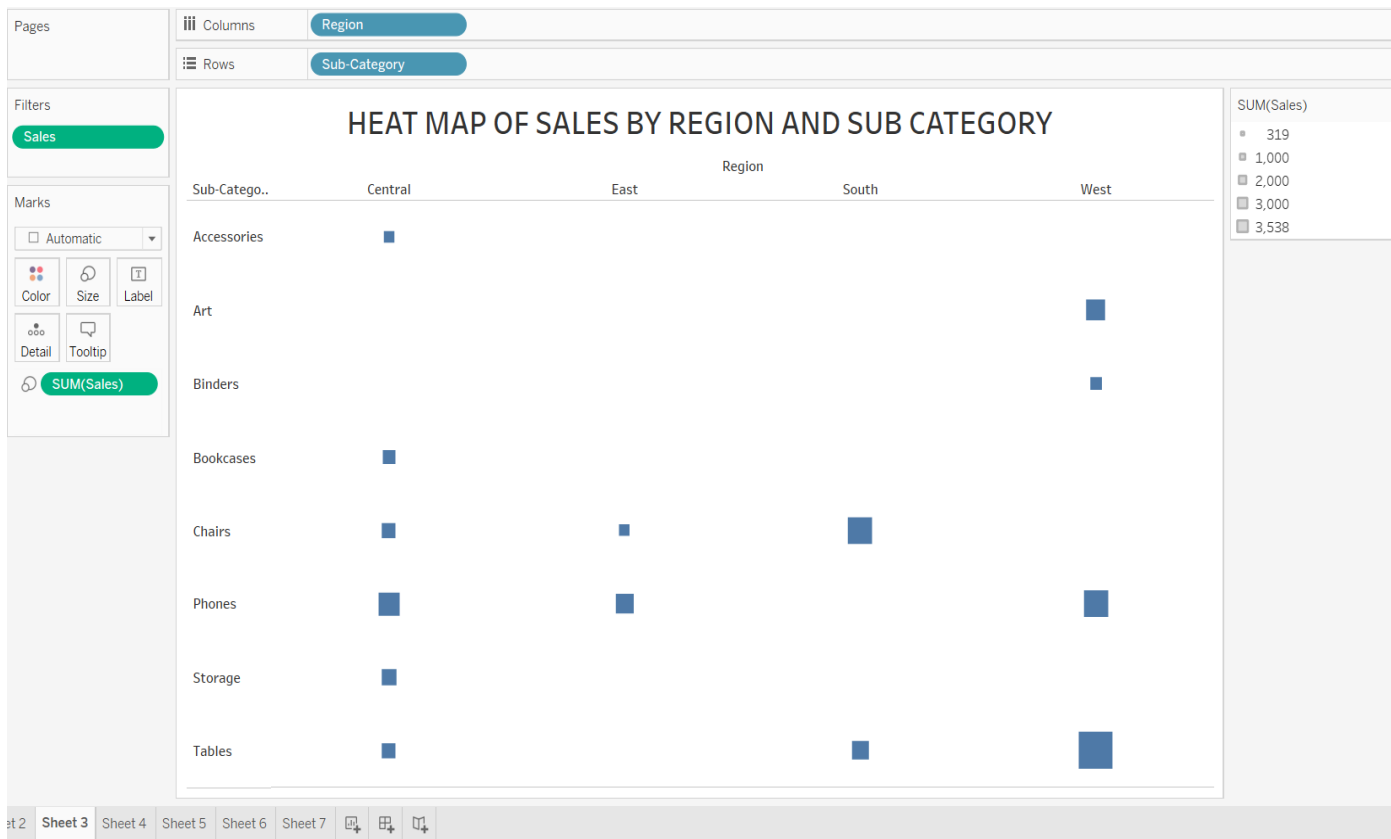 Pages
Columns
Region
Rows
Sub-Category
Filters
Sales
Marks
Automatic
Color
Size
Label
Detail
Tooltip
SUM(Sales)
HEAT MAP OF SALES BY REGION AND SUB CATEGORY
Region
Sub-Catego.. Central East South West
Accessories
Art
Binders
Bookcases
Chairs
Phones
Storage
Tables
SUM(Sales)
319
1,000
2,000
3,000
3,538
et 2 Sheet 3 Sheet 4 Sheet 5 Sheet 6 Sheet 7